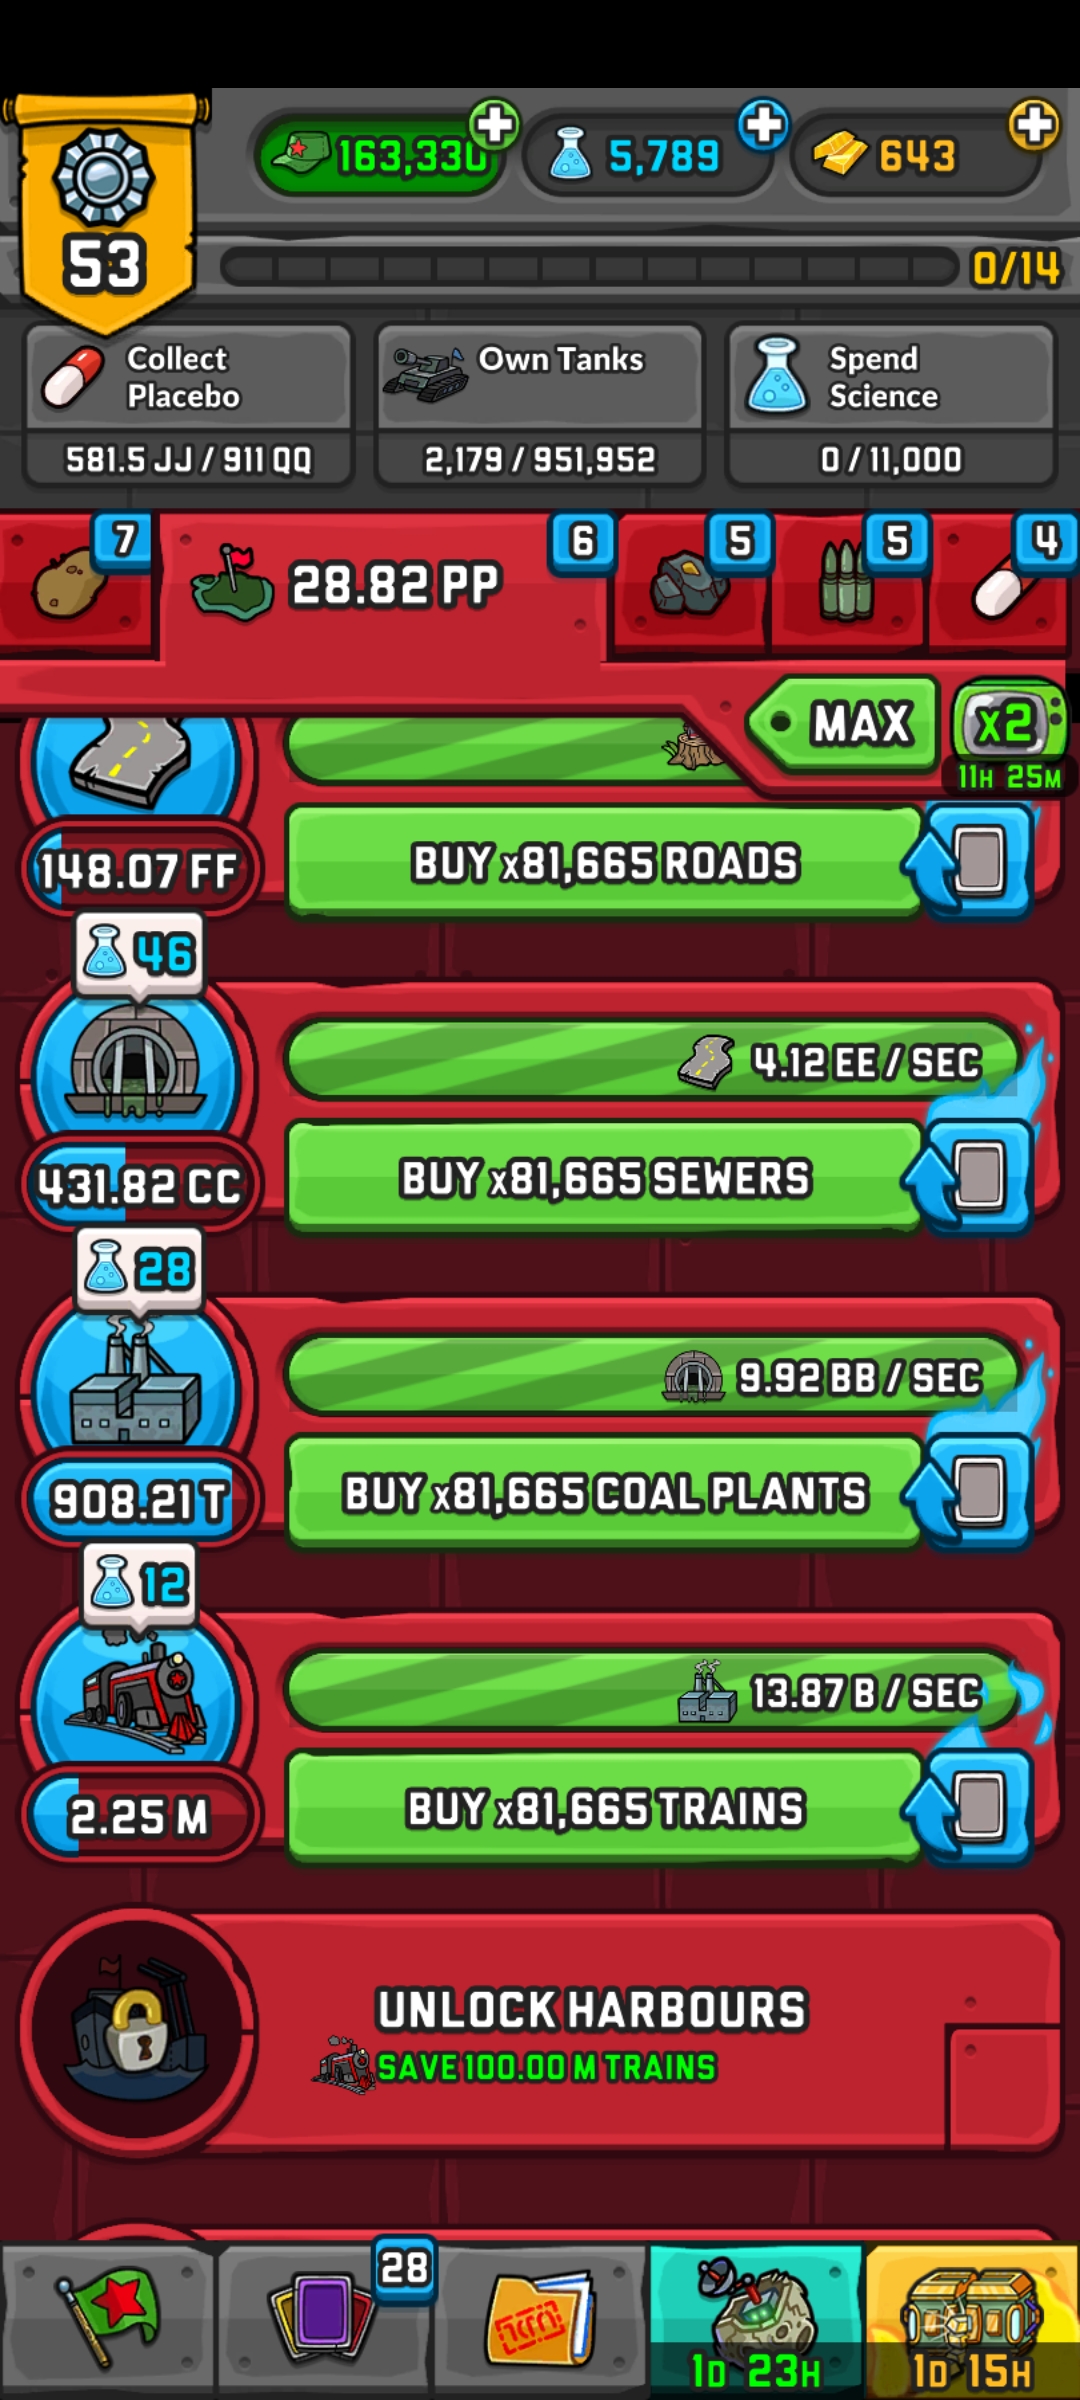 163,330
5,789
643
53
0/14
Collect
Placebo
Own Tanks
Spend
Science
581.5 JJ / 911 QQ
2,179 / 951,952
0 / 11,000
7
28.82 PP
6
5
5
4
MAX
x2
11H 25M
148.07 FF
BUY x81,665 ROADS
46
4.12 EE / SEC
431.82 CC
BUY x81,665 SEWERS
28
9.92 BB / SEC
908.21 T
BUY x81,665 COAL PLANTS
12
13.87 B / SEC
2.25 M
BUY x81,665 TRAINS
UNLOCK HARBOURS
SAVE 100.00 M TRAINS
28
1D 23H
1D 15H